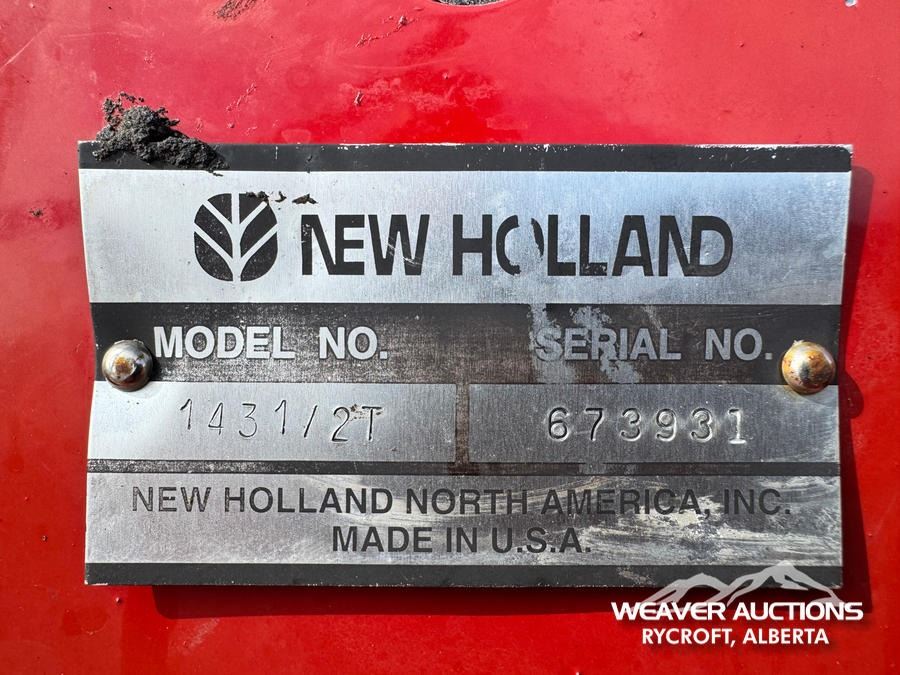 NEW HOLLAND
MODEL NO. SERIAL NO.
1431/2T 673931
NEW HOLLAND NORTH AMERICA, INC.
MADE IN U.S.A.
WEAVER AUCTIONS
RYCROFT, ALBERTA